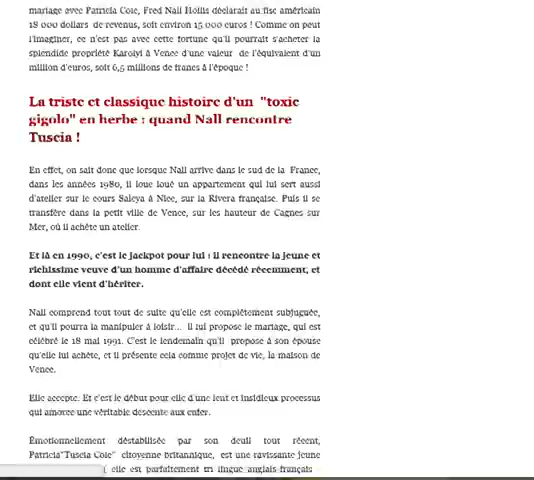 mariage avec Patricia Cole, Fred Nall Hollis déclarait au fisc américain
18 000 dollars de revenus, soit environ 15 000 euros ! Comme on peut
l'imaginer, ce n'est pas avec cette fortune qu'il pourrait s'acheter la
splendide propriété Karolyi à Vence d'une valeur de l'équivalent d'un
million d'euros, soit 6,5 millions de francs à l'époque !
La triste et classique histoire d'un "toxic
gigolo" en herbe : quand Nall rencontre
Tuscia !
En effet, on sait donc que lorsque Nall arrive dans le sud de la France,
dans les années 1980, il loue loué un appartement qui lui sert aussi
d'atelier sur le cours Saleya à Nice, sur la Rivera française. Puis il se
transfère dans la petit ville de Vence, sur les hauteur de Cagnes sur
Mer, où il achète un atelier.
Et là en 1990, c'est le jackpot pour lui : il rencontre la jeune et
richissime veuve d'un homme d'affaire décédé récemment, et
dont elle vient d'hériter.
Nall comprend tout tout de suite qu'elle est complètement subjuguée,
et qu'il pourra la manipuler à loisir... il lui propose le mariage, qui est
célébré le 18 mai 1991. C'est le lendemain qu'il propose à son épouse
qu'elle lui achète, et il présente cela comme projet de vie, la maison de
Vence.
Elle accepte. Et c'est le début pour elle d'une lent et insidieux processus
qui amorce une véritable descente aux enfer.
Émotionnellement déstabilisée par son deuil tout récent,
Patricia"Tuscia Cole" citoyenne britannique, est une ravissante jeune
elle est parfaitement tri lingue anglais-français